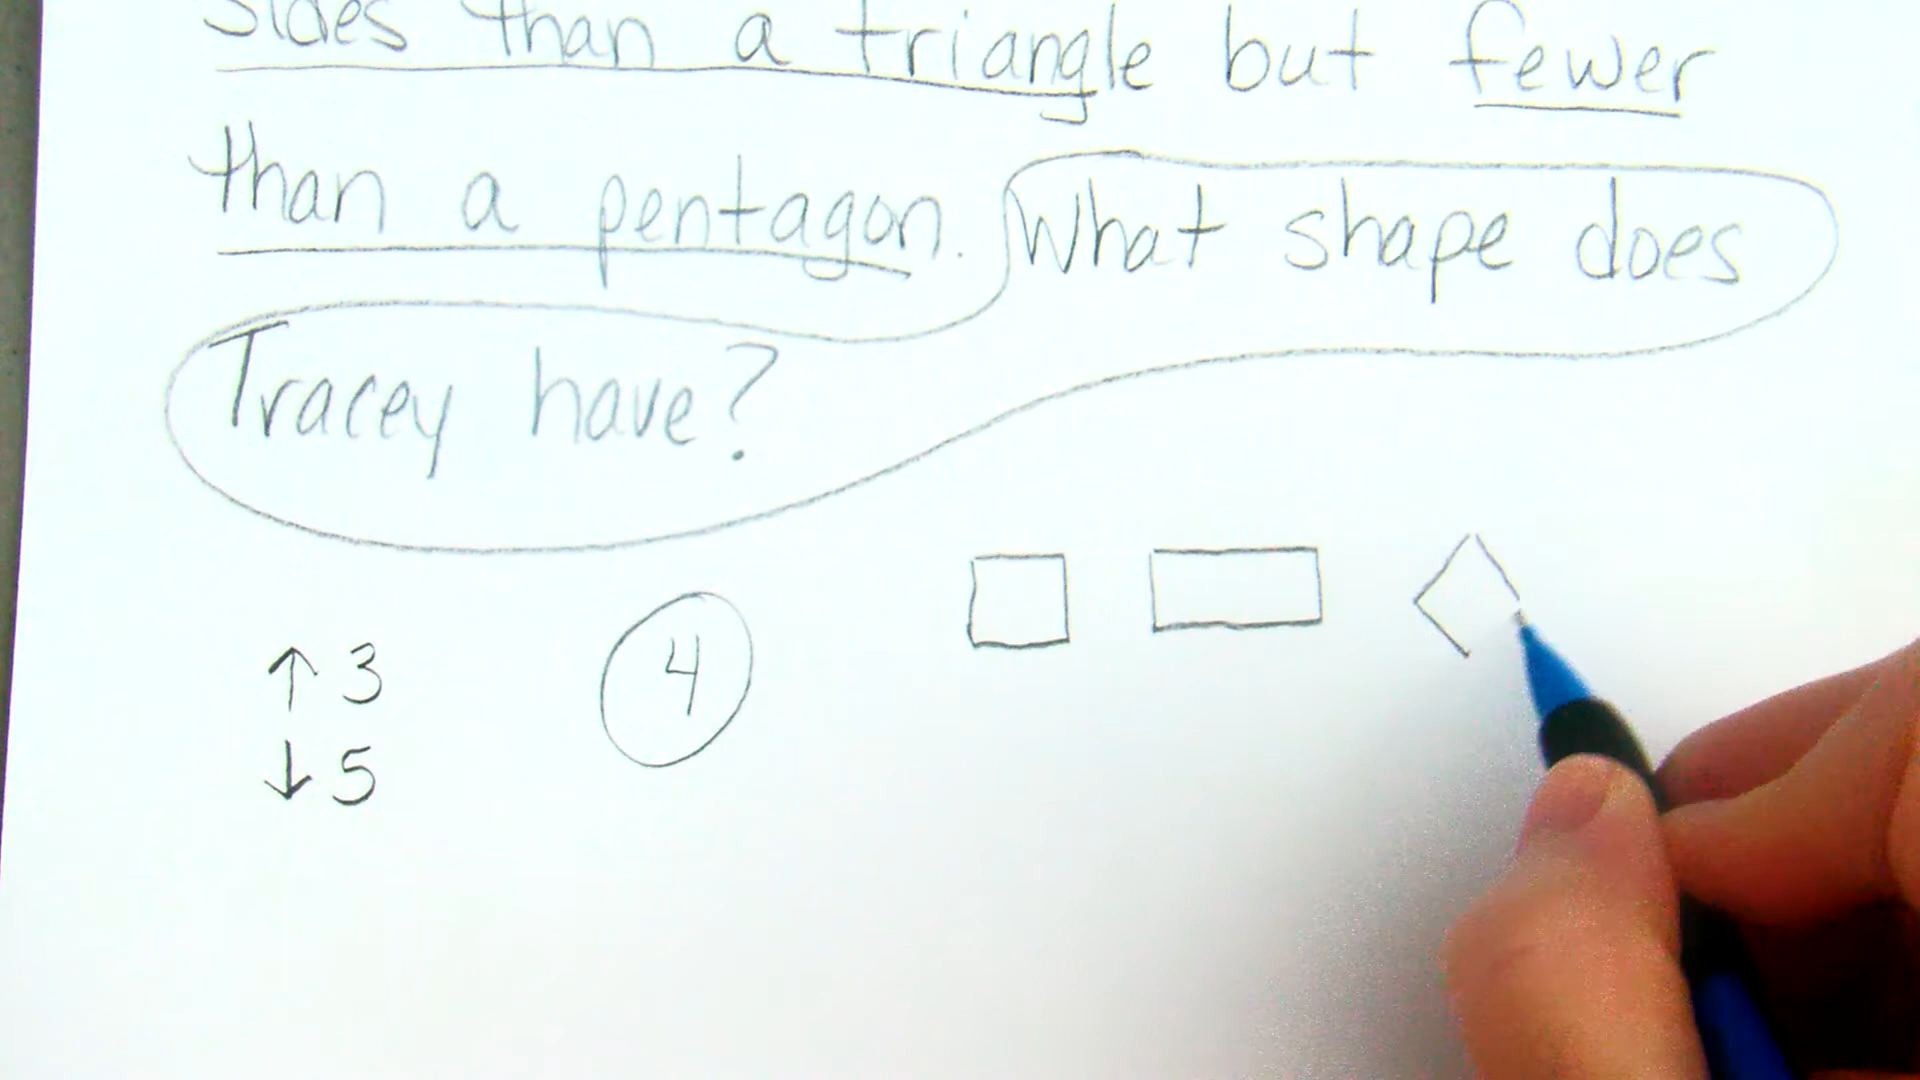 sides than a triangle but fewer
than a pentagon. What shape does
Tracey have?
↑ 3
4
↓ 5